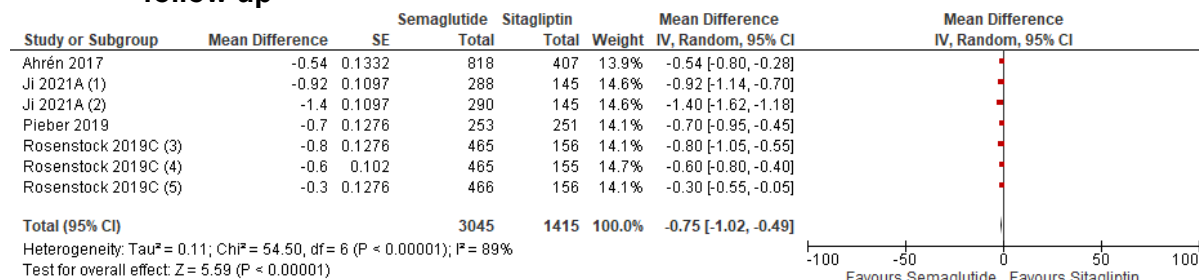 follow up
Semaglutide Sitagliptin Mean Difference Mean Difference
Study or Subgroup Mean Difference SE Total Total Weight IV, Random, 95% CI IV, Random, 95% CI
Ahrén 2017 -0.54 0.1332 818 407 13.9% -0.54 [-0.80, -0.28]
Ji 2021A (1) -0.92 0.1097 288 145 14.6% -0.92 [-1.14, -0.70]
Ji 2021A (2) -1.4 0.1097 290 145 14.6% -1.40 [-1.62, -1.18]
Pieber 2019 -0.7 0.1276 253 251 14.1% -0.70 [-0.95, -0.45]
Rosenstock 2019C (3) -0.8 0.1276 465 156 14.1% -0.80 [-1.05, -0.55]
Rosenstock 2019C (4) -0.6 0.102 465 155 14.7% -0.60 [-0.80, -0.40]
Rosenstock 2019C (5) -0.3 0.1276 466 156 14.1% -0.30 [-0.55, -0.05]
Total (95% CI) 3045 1415 100.0% -0.75 [-1.02, -0.49]
Heterogeneity: Tau² = 0.11; Chi² = 54.50, df = 6 (P < 0.00001); I² = 89%
Test for overall effect: Z = 5.59 (P < 0.00001)
-100 -50 0 50 100
Favours Semaglutide Favours Sitagliptin